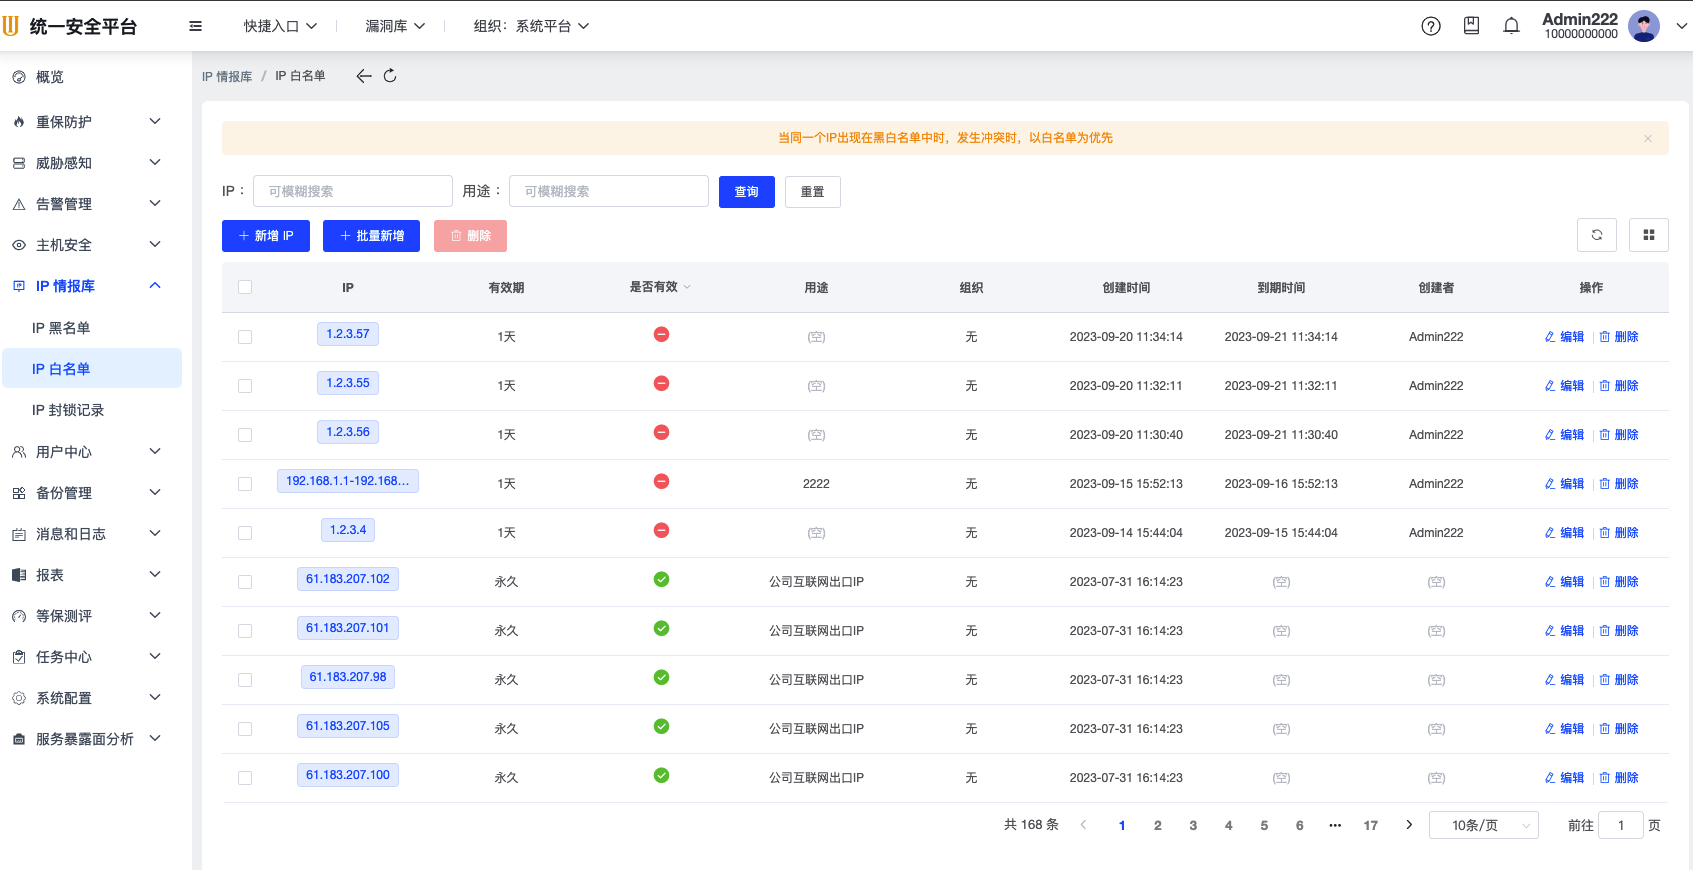 统一安全平台
快捷入口
漏洞库
组织：系统平台
Admin222
10000000000
概览
重保防护
威胁感知
告警管理
主机安全
IP 情报库
IP 黑名单
IP 白名单
IP 封锁记录
用户中心
备份管理
消息和日志
报表
等保测评
任务中心
系统配置
服务暴露面分析
IP 情报库 / IP 白名单
当同一个IP出现在黑白名单中时，发生冲突时，以白名单为优先
IP： 可模糊搜索 用途： 可模糊搜索 查询 重置
新增 IP 批量新增 删除
IP 有效期 是否有效 用途 组织 创建时间 到期时间 创建者 操作
1.2.3.57 1天 (空) 无 2023-09-20 11:34:14 2023-09-21 11:34:14 Admin222 编辑 删除
1.2.3.55 1天 (空) 无 2023-09-20 11:32:11 2023-09-21 11:32:11 Admin222 编辑 删除
1.2.3.56 1天 (空) 无 2023-09-20 11:30:40 2023-09-21 11:30:40 Admin222 编辑 删除
192.168.1.1-192.168... 1天 2222 无 2023-09-15 15:52:13 2023-09-16 15:52:13 Admin222 编辑 删除
1.2.3.4 1天 (空) 无 2023-09-14 15:44:04 2023-09-15 15:44:04 Admin222 编辑 删除
61.183.207.102 永久 公司互联网出口IP 无 2023-07-31 16:14:23 (空) (空) 编辑 删除
61.183.207.101 永久 公司互联网出口IP 无 2023-07-31 16:14:23 (空) (空) 编辑 删除
61.183.207.98 永久 公司互联网出口IP 无 2023-07-31 16:14:23 (空) (空) 编辑 删除
61.183.207.105 永久 公司互联网出口IP 无 2023-07-31 16:14:23 (空) (空) 编辑 删除
61.183.207.100 永久 公司互联网出口IP 无 2023-07-31 16:14:23 (空) (空) 编辑 删除
共 168 条 1 2 3 4 5 6 ••• 17 10条/页 前往 1 页